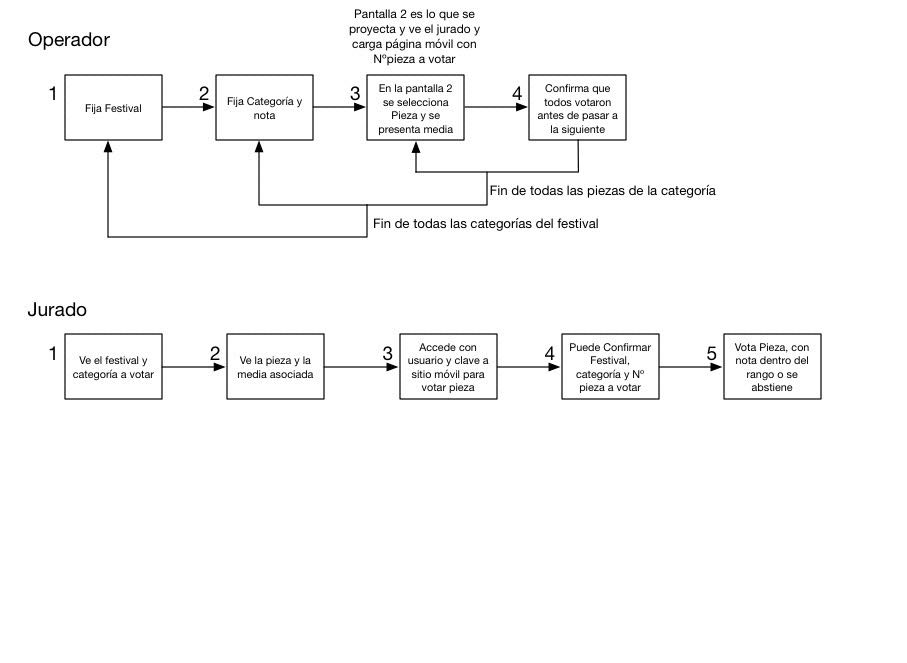 Pantalla 2 es lo que se
proyecta y ve el jurado y
carga página móvil con
Nºpieza a votar
Operador
1
Fija Festival
2
Fija Categoría y
nota
3
En la pantalla 2
se selecciona
Pieza y se
presenta media
4
Confirma que
todos votaron
antes de pasar a
la siguiente
Fin de todas las piezas de la categoría
Fin de todas las categorías del festival
Jurado
1
Ve el festival y
categoría a votar
2
Ve la pieza y la
media asociada
3
Accede con
usuario y clave a
sitio móvil para
votar pieza
4
Puede Confirmar
Festival,
categoría y Nº
pieza a votar
5
Vota Pieza, con
nota dentro del
rango o se
abstiene